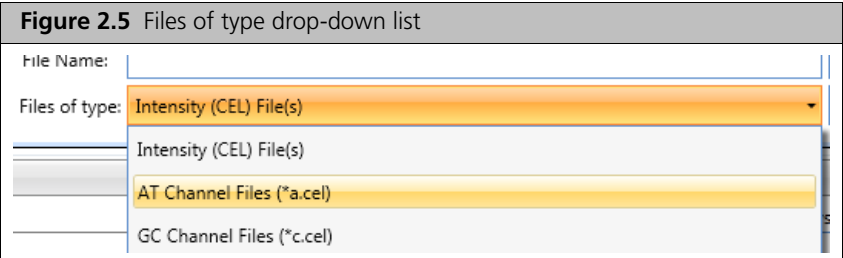 Figure 2.5 Files of type drop-down list
File Name:
Files of type: Intensity (CEL) File(s)
Intensity (CEL) File(s)
AT Channel Files (*a.cel)
GC Channel Files (*c.cel)